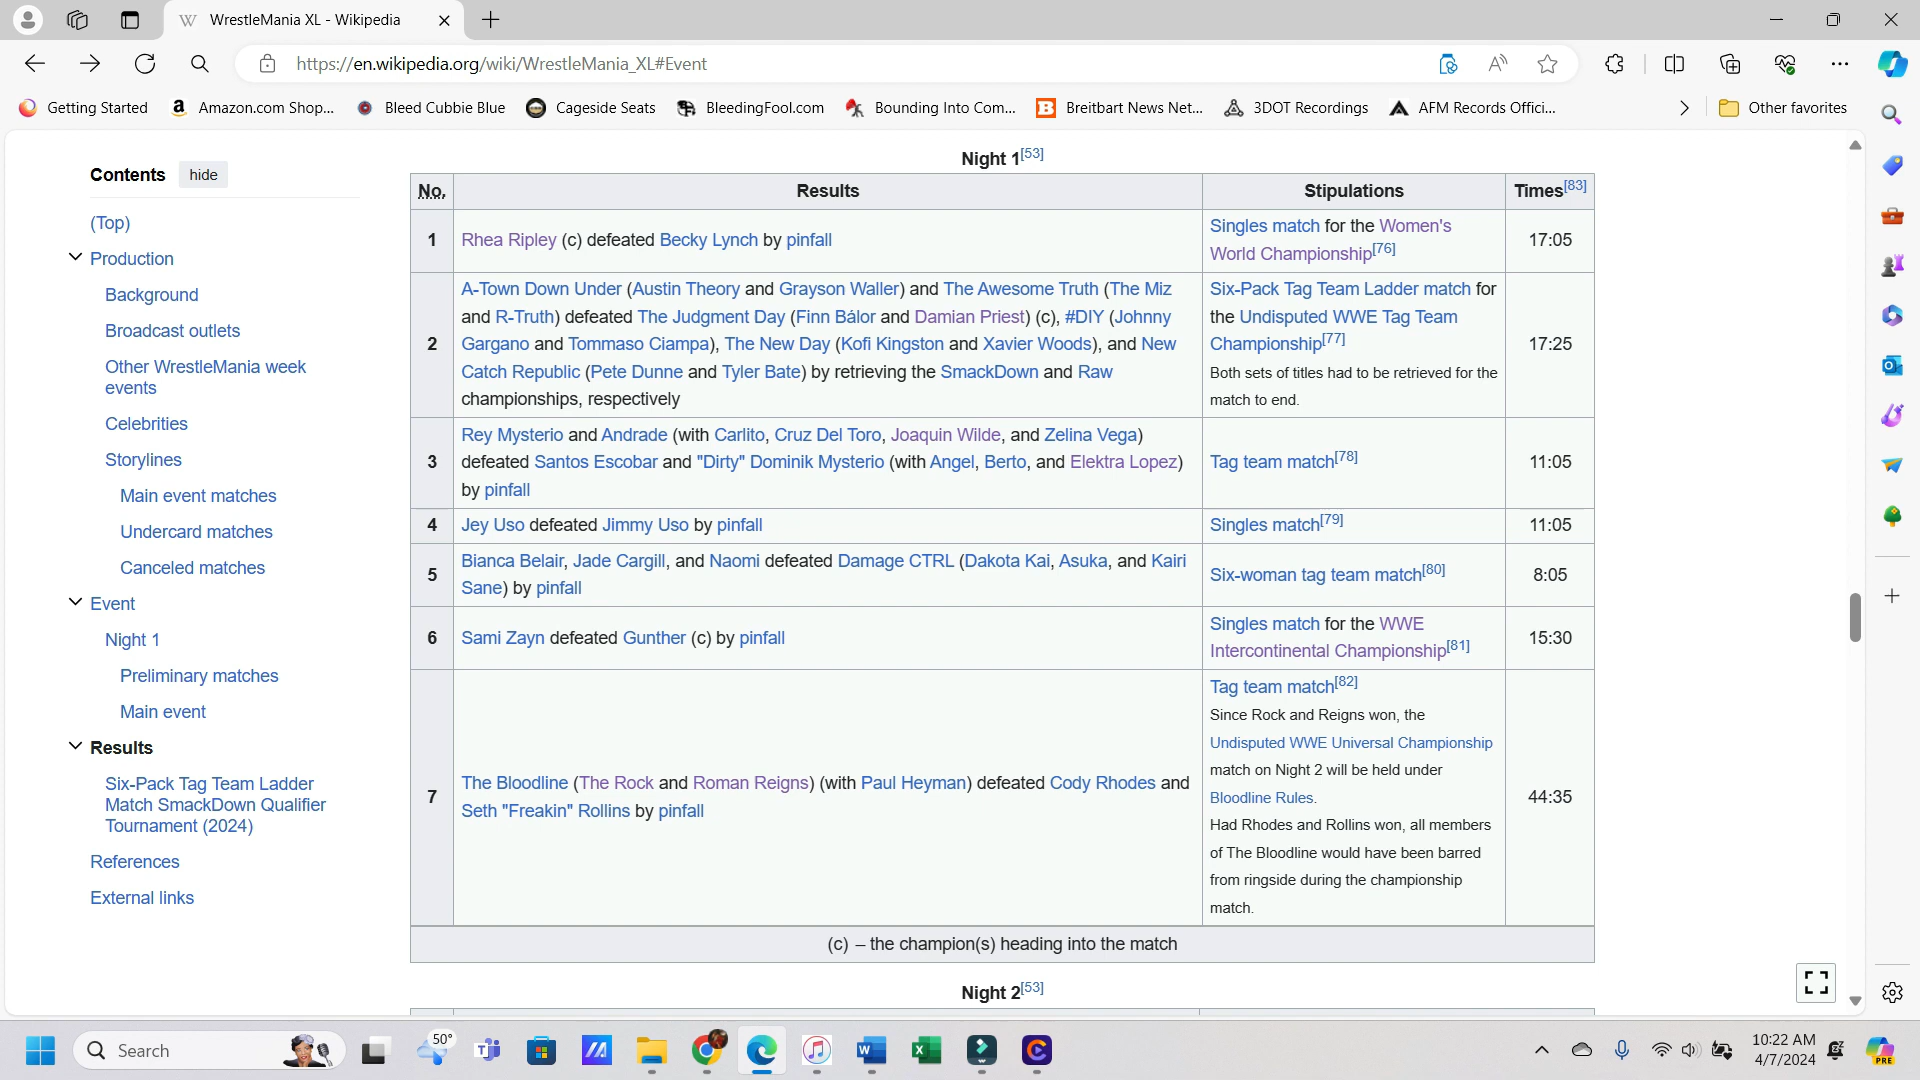 WrestleMania XL - Wikipedia
https://en.wikipedia.org/wiki/WrestleMania_XL#Event
Getting Started
Amazon.com Shop...
Bleed Cubbie Blue
Cageside Seats
BleedingFool.com
Bounding Into Com...
Breitbart News Net...
3DOT Recordings
AFM Records Offici...
Other favorites
Contents hide
(Top)
Production
Background
Broadcast outlets
Other WrestleMania week
events
Celebrities
Storylines
Main event matches
Undercard matches
Canceled matches
Event
Night 1
Preliminary matches
Main event
Results
Six-Pack Tag Team Ladder
Match SmackDown Qualifier
Tournament (2024)
References
External links
Night 1[53]
No. Results Stipulations Times[83]
1
Rhea Ripley (c) defeated Becky Lynch by pinfall
Singles match for the Women's
World Championship[76]
17:05
2
A-Town Down Under (Austin Theory and Grayson Waller) and The Awesome Truth (The Miz
and R-Truth) defeated The Judgment Day (Finn Bálor and Damian Priest) (c), #DIY (Johnny
Gargano and Tommaso Ciampa), The New Day (Kofi Kingston and Xavier Woods), and New
Catch Republic (Pete Dunne and Tyler Bate) by retrieving the SmackDown and Raw
championships, respectively
Six-Pack Tag Team Ladder match for
the Undisputed WWE Tag Team
Championship[77]
Both sets of titles had to be retrieved for the
match to end.
17:25
3
Rey Mysterio and Andrade (with Carlito, Cruz Del Toro, Joaquin Wilde, and Zelina Vega)
defeated Santos Escobar and "Dirty" Dominik Mysterio (with Angel, Berto, and Elektra Lopez)
by pinfall
Tag team match[78]
11:05
4
Jey Uso defeated Jimmy Uso by pinfall
Singles match[79]
11:05
5
Bianca Belair, Jade Cargill, and Naomi defeated Damage CTRL (Dakota Kai, Asuka, and Kairi
Sane) by pinfall
Six-woman tag team match[80]
8:05
6
Sami Zayn defeated Gunther (c) by pinfall
Singles match for the WWE
Intercontinental Championship[81]
15:30
7
The Bloodline (The Rock and Roman Reigns) (with Paul Heyman) defeated Cody Rhodes and
Seth "Freakin" Rollins by pinfall
Tag team match[82]
Since Rock and Reigns won, the
Undisputed WWE Universal Championship
match on Night 2 will be held under
Bloodline Rules.
Had Rhodes and Rollins won, all members
of The Bloodline would have been barred
from ringside during the championship
match.
44:35
(c) – the champion(s) heading into the match
Night 2[53]
Search
50°
10:22 AM
4/7/2024
PRE